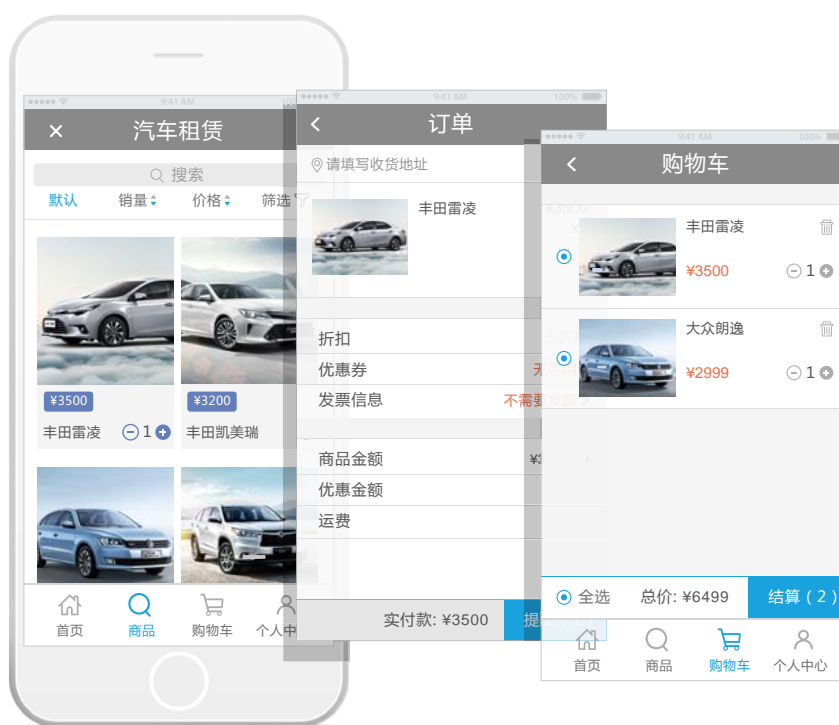 9:41 AM
汽车租赁
搜索
默认 销量 价格 筛选
¥3500 ¥3200
丰田雷凌 1 丰田凯美瑞
首页 商品 购物车 个人中
9:41 AM 100%
订单
请填写收货地址
丰田雷凌
¥3500
折扣
优惠券
发票信息 不需要发票
商品金额
优惠金额
运费
实付款: ¥3500
9:41 AM 100%
购物车
丰田雷凌
¥3500 1
大众朗逸
¥2999 1
全选 总价: ¥6499 结算 ( 2 )
首页 商品 购物车 个人中心